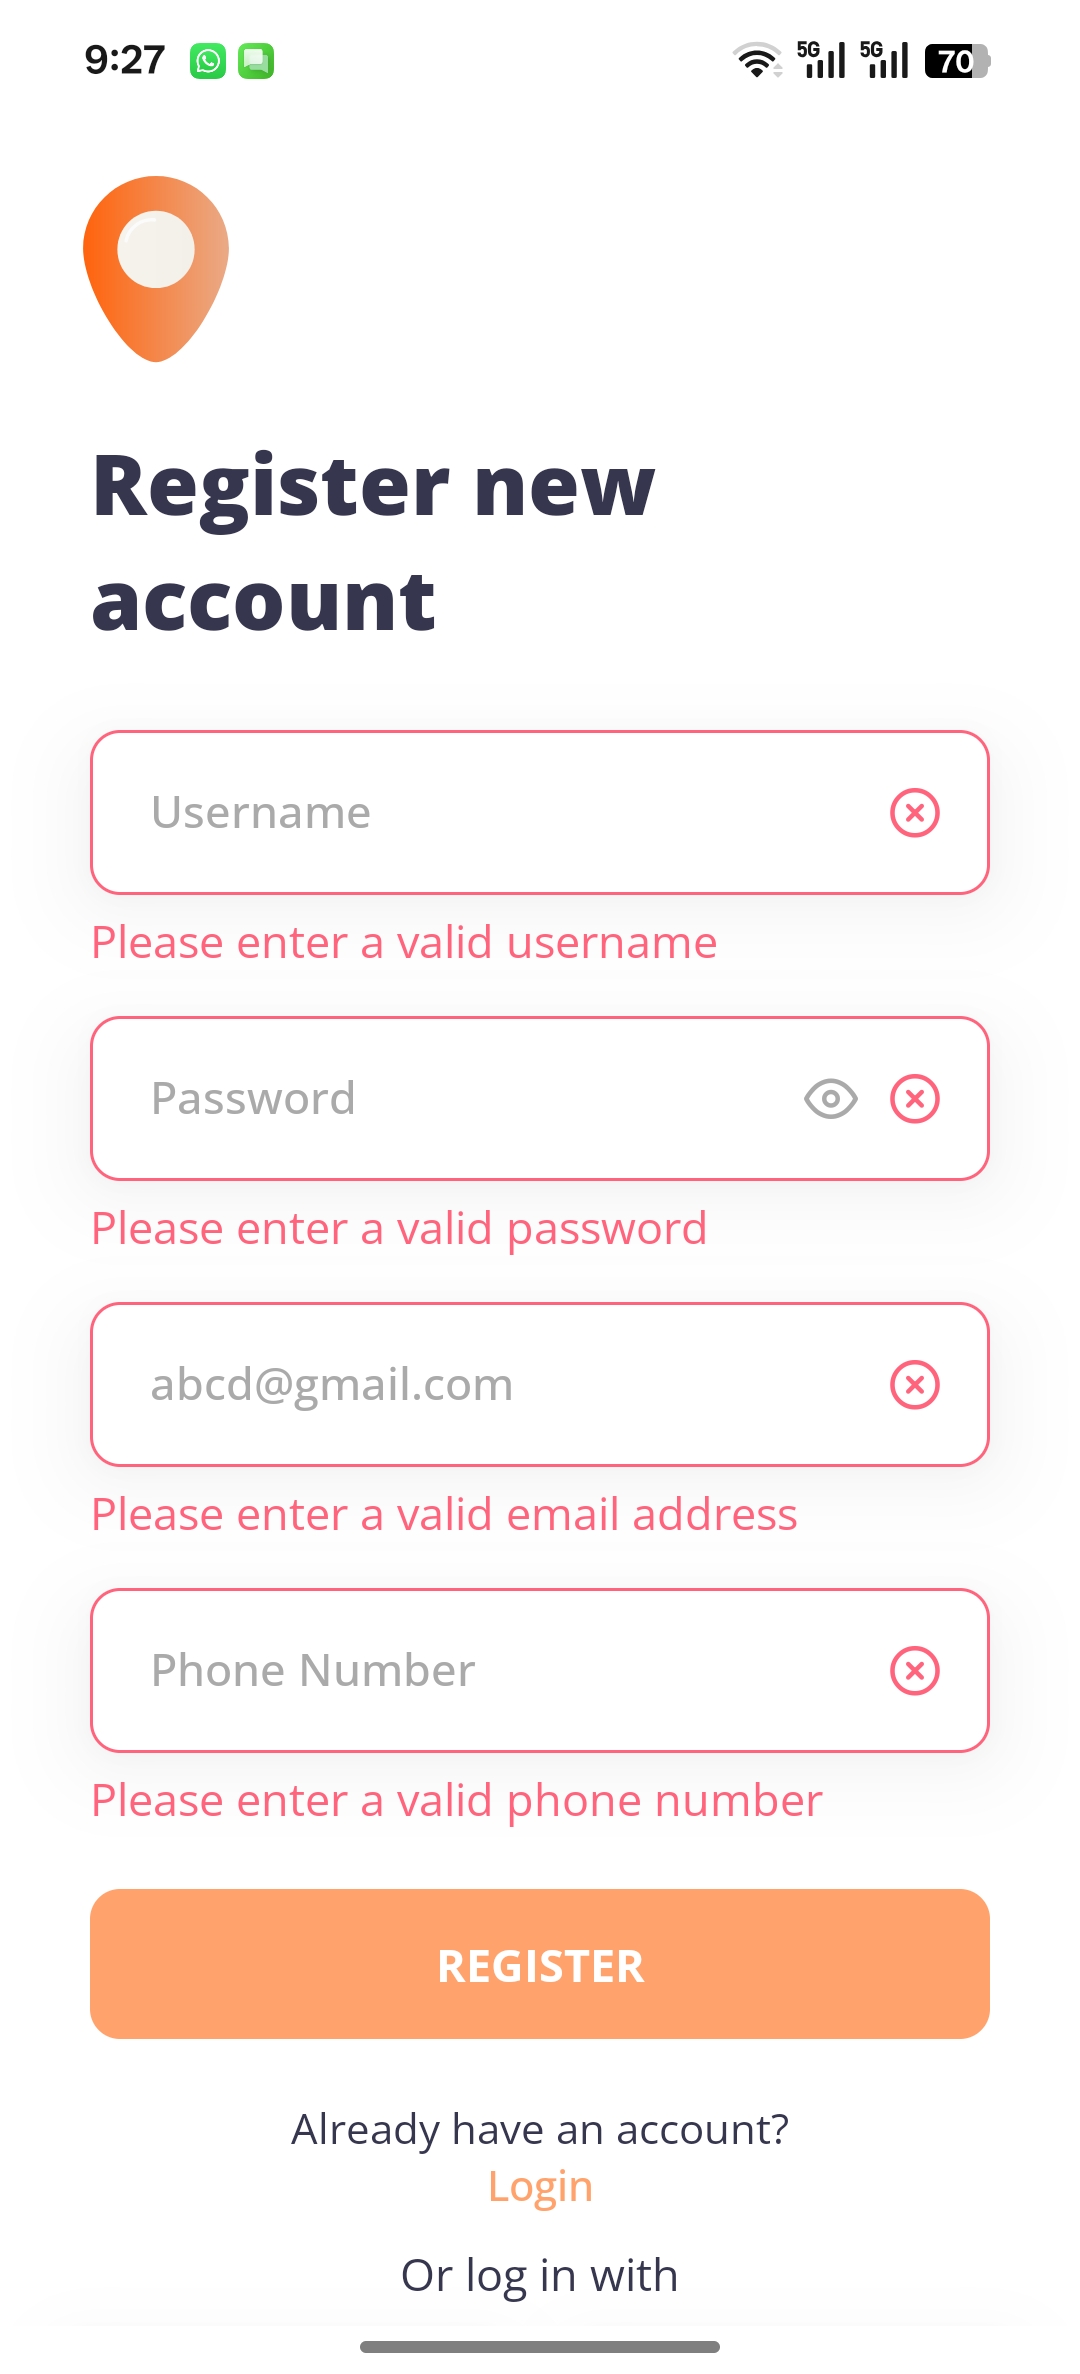 9:27
5G 5G 70
Register new
account
Username
Please enter a valid username
Password
Please enter a valid password
abcd@gmail.com
Please enter a valid email address
Phone Number
Please enter a valid phone number
REGISTER
Already have an account?
Login
Or log in with